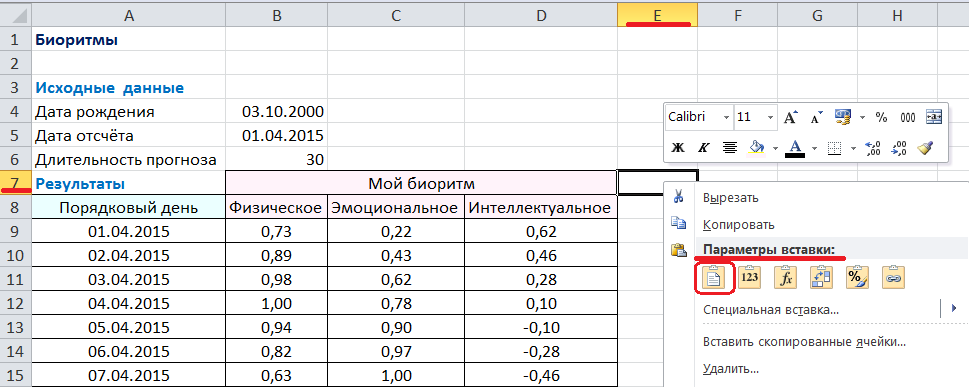 A B C D E F G H
1 Биоритмы
2
3 Исходные данные
4 Дата рождения 03.10.2000
5 Дата отсчёта 01.04.2015
6 Длительность прогноза 30
7 Результаты Мой биоритм
8 Порядковый день Физическое Эмоциональное Интеллектуальное
9 01.04.2015 0,73 0,22 0,62
10 02.04.2015 0,89 0,43 0,46
11 03.04.2015 0,98 0,62 0,28
12 04.04.2015 1,00 0,78 0,10
13 05.04.2015 0,94 0,90 -0,10
14 06.04.2015 0,82 0,97 -0,28
15 07.04.2015 0,63 1,00 -0,46
Calibri 11 A A % 000 a
Ж К A ,00 ,0 ,0 ,00
Вырезать
Копировать
Параметры вставки:
123 fx %
Специальная вставка...
Вставить скопированные ячейки...
Удалить...